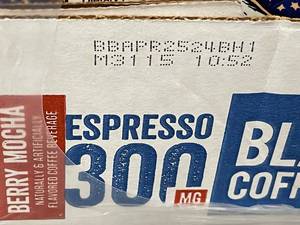 BBAPR2524BH1
M3115 10:52
BERRY MOCHA
NATURALLY & ARTIFICIALLY
FLAVORED COFFEE BEVERAGE
ESPRESSO
300
MG
BL
COFF